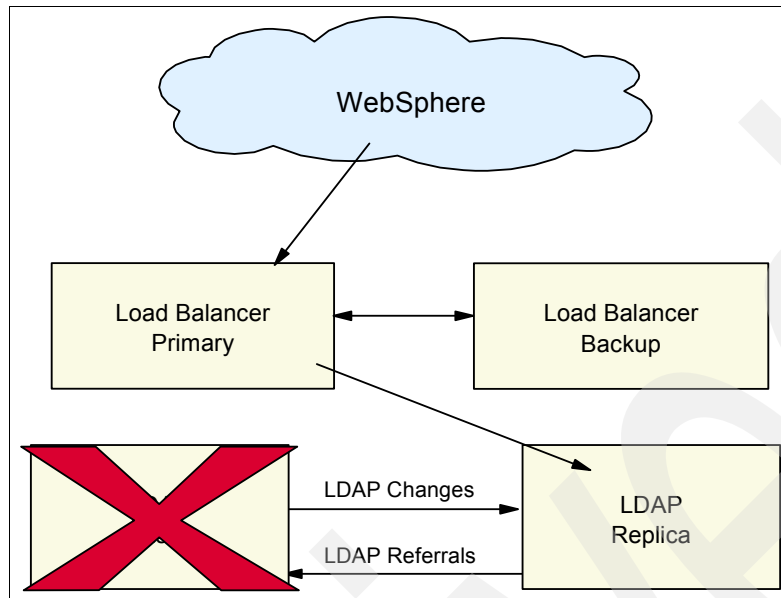 WebSphere
Load Balancer
Primary
Load Balancer
Backup
LDAP Changes
LDAP Referrals
LDAP
Replica